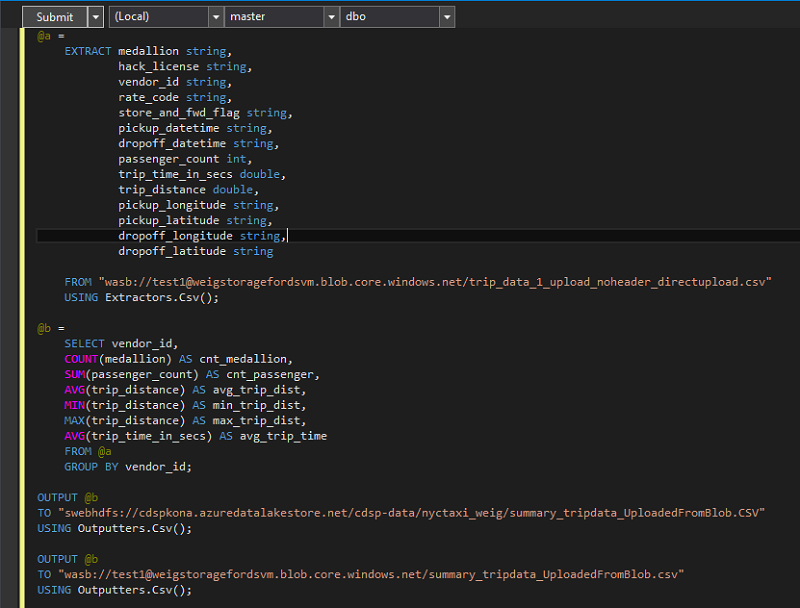 Submit (Local) master dbo
@a =
EXTRACT medallion string,
hack_license string,
vendor_id string,
rate_code string,
store_and_fwd_flag string,
pickup_datetime string,
dropoff_datetime string,
passenger_count int,
trip_time_in_secs double,
trip_distance double,
pickup_longitude string,
pickup_latitude string,
dropoff_longitude string,
dropoff_latitude string
FROM "wasb://test1@weigstoragefordsvm.blob.core.windows.net/trip_data_1_upload_noheader_directupload.csv"
USING Extractors.Csv();
@b =
SELECT vendor_id,
COUNT(medallion) AS cnt_medallion,
SUM(passenger_count) AS cnt_passenger,
AVG(trip_distance) AS avg_trip_dist,
MIN(trip_distance) AS min_trip_dist,
MAX(trip_distance) AS max_trip_dist,
AVG(trip_time_in_secs) AS avg_trip_time
FROM @a
GROUP BY vendor_id;
OUTPUT @b
TO "swebhdfs://cdspkona.azuredatalakestore.net/cdsp-data/nyctaxi_weig/summary_tripdata_UploadedFromBlob.CSV"
USING Outputters.Csv();
OUTPUT @b
TO "wasb://test1@weigstoragefordsvm.blob.core.windows.net/summary_tripdata_UploadedFromBlob.csv"
USING Outputters.Csv();